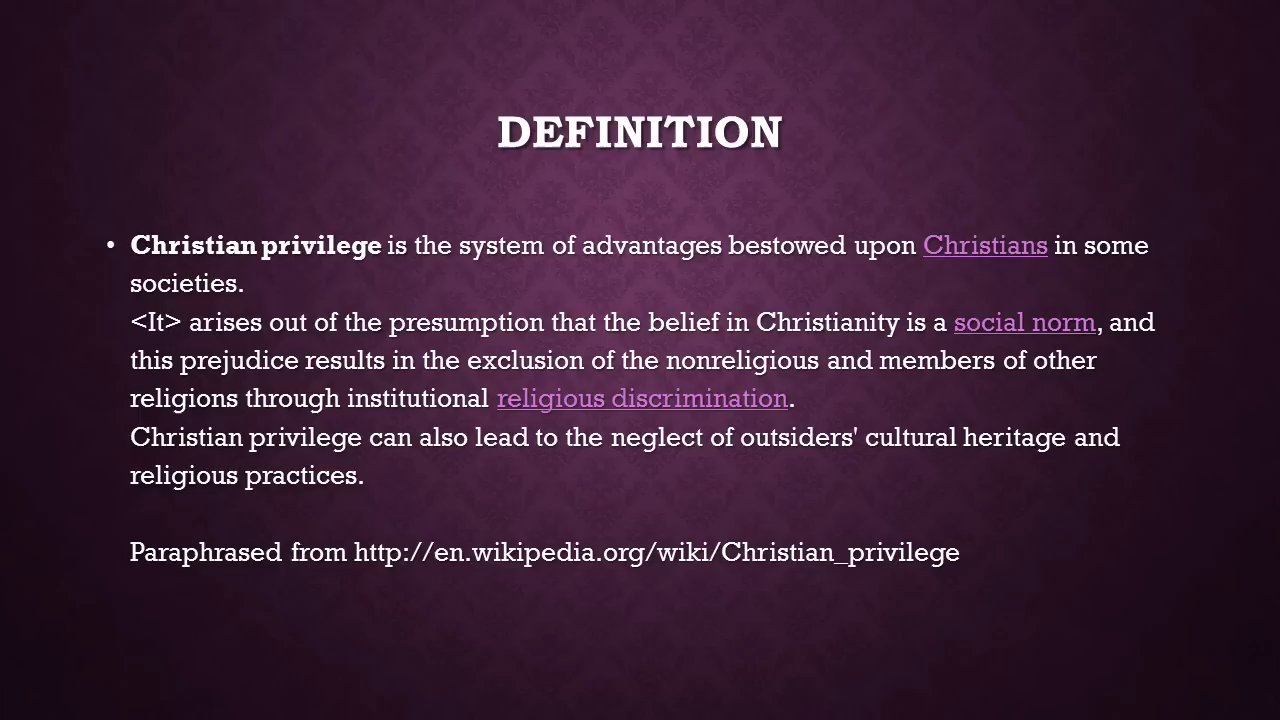 DEFINITION
• Christian privilege is the system of advantages bestowed upon Christians in some
societies.
<It> arises out of the presumption that the belief in Christianity is a social norm, and
this prejudice results in the exclusion of the nonreligious and members of other
religions through institutional religious discrimination.
Christian privilege can also lead to the neglect of outsiders' cultural heritage and
religious practices.
Paraphrased from http://en.wikipedia.org/wiki/Christian_privilege